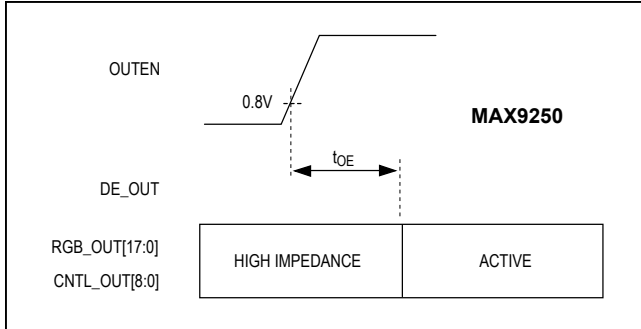 OUTEN
0.8V
MAX9250
tOE
DE_OUT
RGB_OUT[17:0]
HIGH IMPEDANCE
ACTIVE
CNTL_OUT[8:0]